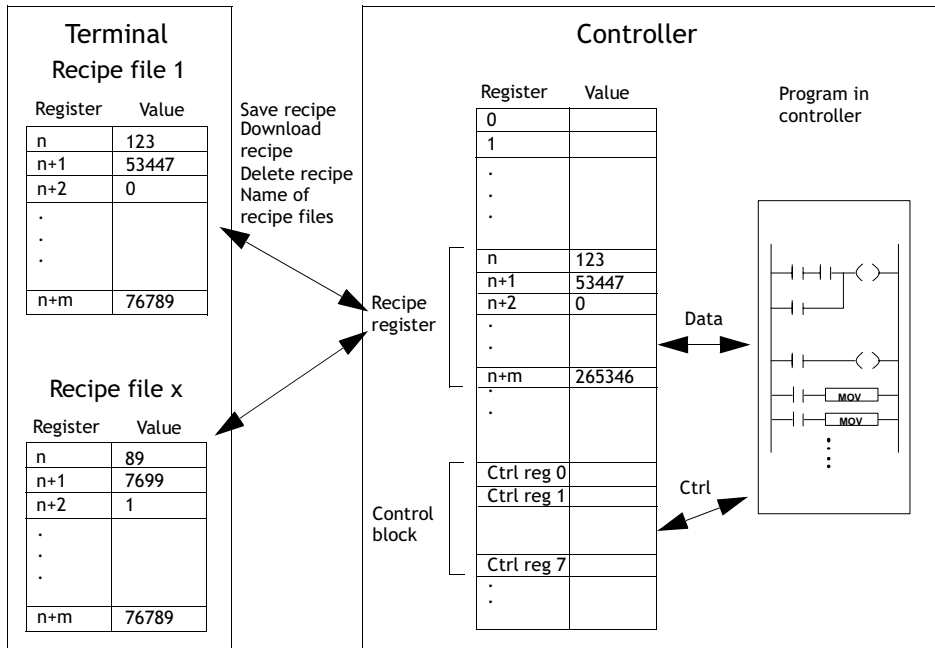 Terminal
Recipe file 1
Register Value
n 123
n+1 53447
n+2 0
.
.
.
n+m 76789
Recipe file x
Register Value
n 89
n+1 7699
n+2 1
.
.
.
n+m 76789
Save recipe
Download
recipe
Delete recipe
Name of
recipe files
Controller
Register Value
0
1
.
.
.
n 123
n+1 53447
n+2 0
.
.
n+m 265346
.
.
Ctrl reg 0
Ctrl reg 1
Ctrl reg 7
.
.
Recipe
register
Control
block
Data
Ctrl
Program in
controller
MOV
MOV